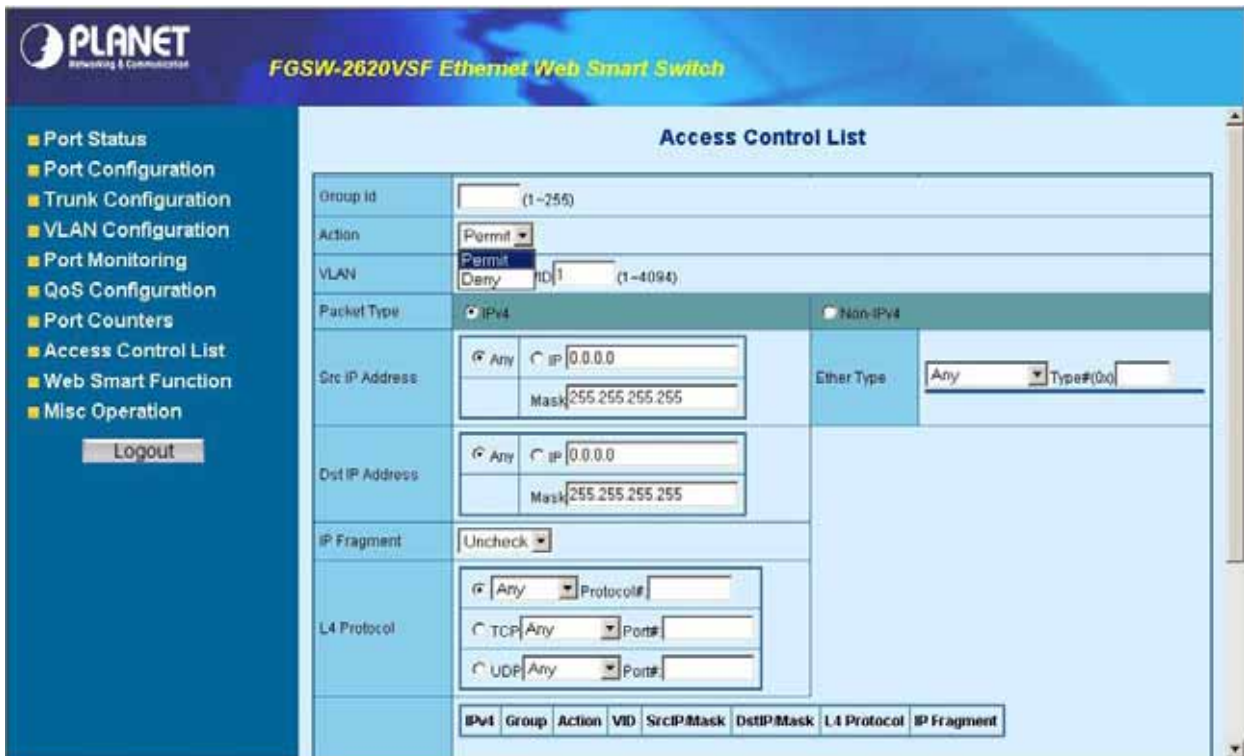 PLANET
Networking & Communication
FGSW-2620VSF Ethernet Web Smart Switch
Port Status
Port Configuration
Trunk Configuration
VLAN Configuration
Port Monitoring
QoS Configuration
Port Counters
Access Control List
Web Smart Function
Misc Operation
Logout
Access Control List
Group Id (1~255)
Action Permit
Permit
Deny
VLAN VID 1 (1~4094)
Packet Type IPv4 Non-IPv4
Src IP Address Any IP 0.0.0.0
Mask 255.255.255.255
Ether Type Any Type#(0x)
Dst IP Address Any IP 0.0.0.0
Mask 255.255.255.255
IP Fragment Uncheck
L4 Protocol Any Protocol#:
TCP Any Port#:
UDP Any Port#:
IPv4 Group Action VID SrcIP/Mask DstIP/Mask L4 Protocol IP Fragment